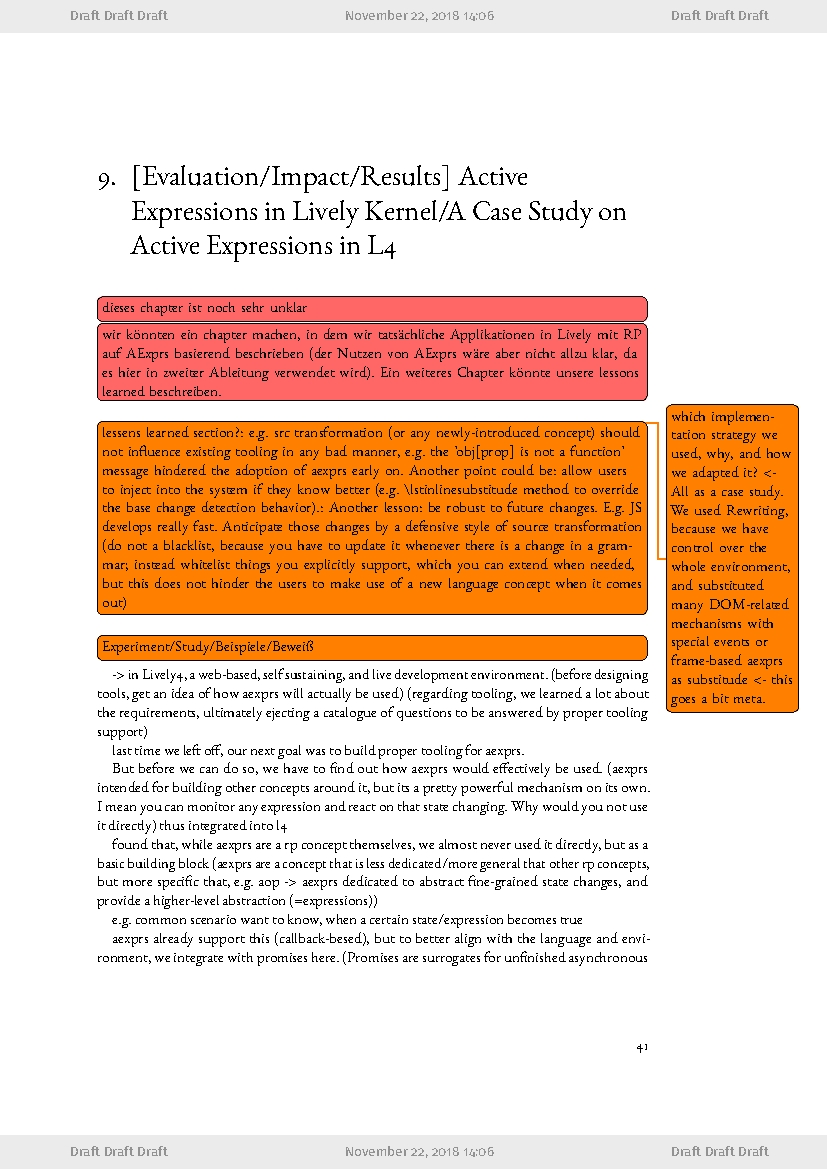 Draft Draft Draft November 22, 2018 14:06 Draft Draft Draft
9. [Evaluation/Impact/Results] Active
Expressions in Lively Kernel/A Case Study on
Active Expressions in L4
dieses chapter ist noch sehr unklar
wir könnten ein chapter machen, in dem wir tatsächliche Applikationen in Lively mit RP
auf AExprs basierend beschrieben (der Nutzen von AExprs wäre aber nicht allzu klar, da
es hier in zweiter Ableitung verwendet wird). Ein weiteres Chapter könnte unsere lessons
learned beschreiben.
lessens learned section?: e.g. src transformation (or any newly-introduced concept) should
not influence existing tooling in any bad manner, e.g. the 'obj[prop] is not a function'
message hindered the adoption of aexprs early on. Another point could be: allow users
to inject into the system if they know better (e.g. \lstinlinesubstitude method to override
the base change detection behavior).: Another lesson: be robust to future changes. E.g. JS
develops really fast. Anticipate those changes by a defensive style of source transformation
(do not a blacklist, because you have to update it whenever there is a change in a gram-
mar; instead whitelist things you explicitly support, which you can extend when needed,
but this does not hinder the users to make use of a new language concept when it comes
out)
which implemen-
tation strategy we
used, why, and how
we adapted it? <-
All as a case study.
We used Rewriting,
because we have
control over the
whole environment,
and substituted
many DOM-related
mechanisms with
special events or
frame-based aexprs
as substitude <- this
goes a bit meta.
Experiment/Study/Beispiele/Beweiß
-> in Lively4, a web-based, self sustaining, and live development environment. (before designing
tools, get an idea of how aexprs will actually be used) (regarding tooling, we learned a lot about
the requirements, ultimately ejecting a catalogue of questions to be answered by proper tooling
support)
last time we left off, our next goal was to build proper tooling for aexprs.
But before we can do so, we have to find out how aexprs would effectively be used. (aexprs
intended for building other concepts around it, but its a pretty powerful mechanism on its own.
I mean you can monitor any expression and react on that state changing. Why would you not use
it directly) thus integrated into l4
found that, while aexprs are a rp concept themselves, we almost never used it directly, but as a
basic building block (aexprs are a concept that is less dedicated/more general that other rp concepts,
but more specific that, e.g. aop -> aexprs dedicated to abstract fine-grained state changes, and
provide a higher-level abstraction (=expressions))
e.g. common scenario want to know, when a certain state/expression becomes true
aexprs already support this (callback-besed), but to better align with the language and envi-
ronment, we integrate with promises here. (Promises are surrogates for unfinished asynchronous
41
Draft Draft Draft November 22, 2018 14:06 Draft Draft Draft